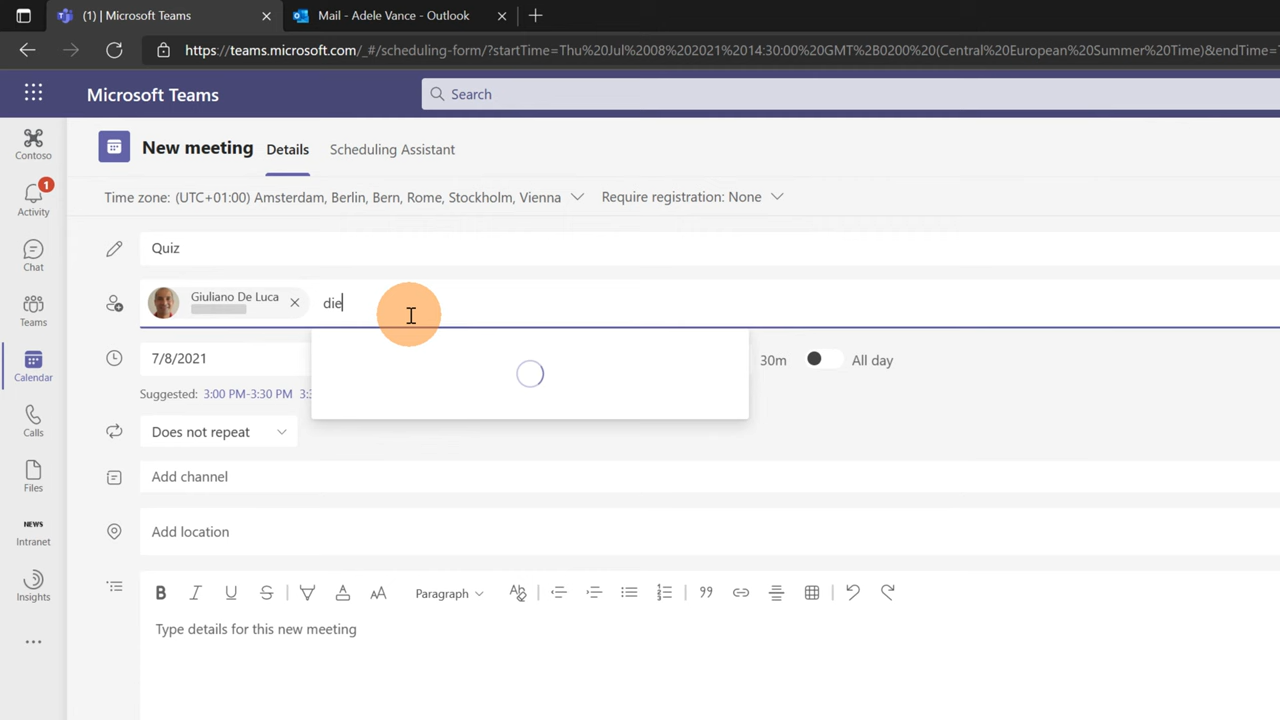 (1) | Microsoft Teams
Mail - Adele Vance - Outlook
https://teams.microsoft.com/_#/scheduling-form/?startTime=Thu%20Jul%2008%202021%2014:30:00%20GMT%2B0200%20(Central%20European%20Summer%20Time)&endTime=
Microsoft Teams
Search
New meeting Details Scheduling Assistant
Time zone: (UTC+01:00) Amsterdam, Berlin, Bern, Rome, Stockholm, Vienna Require registration: None
Contoso
1
Activity
Chat
Teams
Calendar
Calls
Files
NEWS
Intranet
Insights
Quiz
Giuliano De Luca
die
7/8/2021
30m All day
Suggested: 3:00 PM-3:30 PM
Does not repeat
Add channel
Add location
B I U S A AA Paragraph
Type details for this new meeting